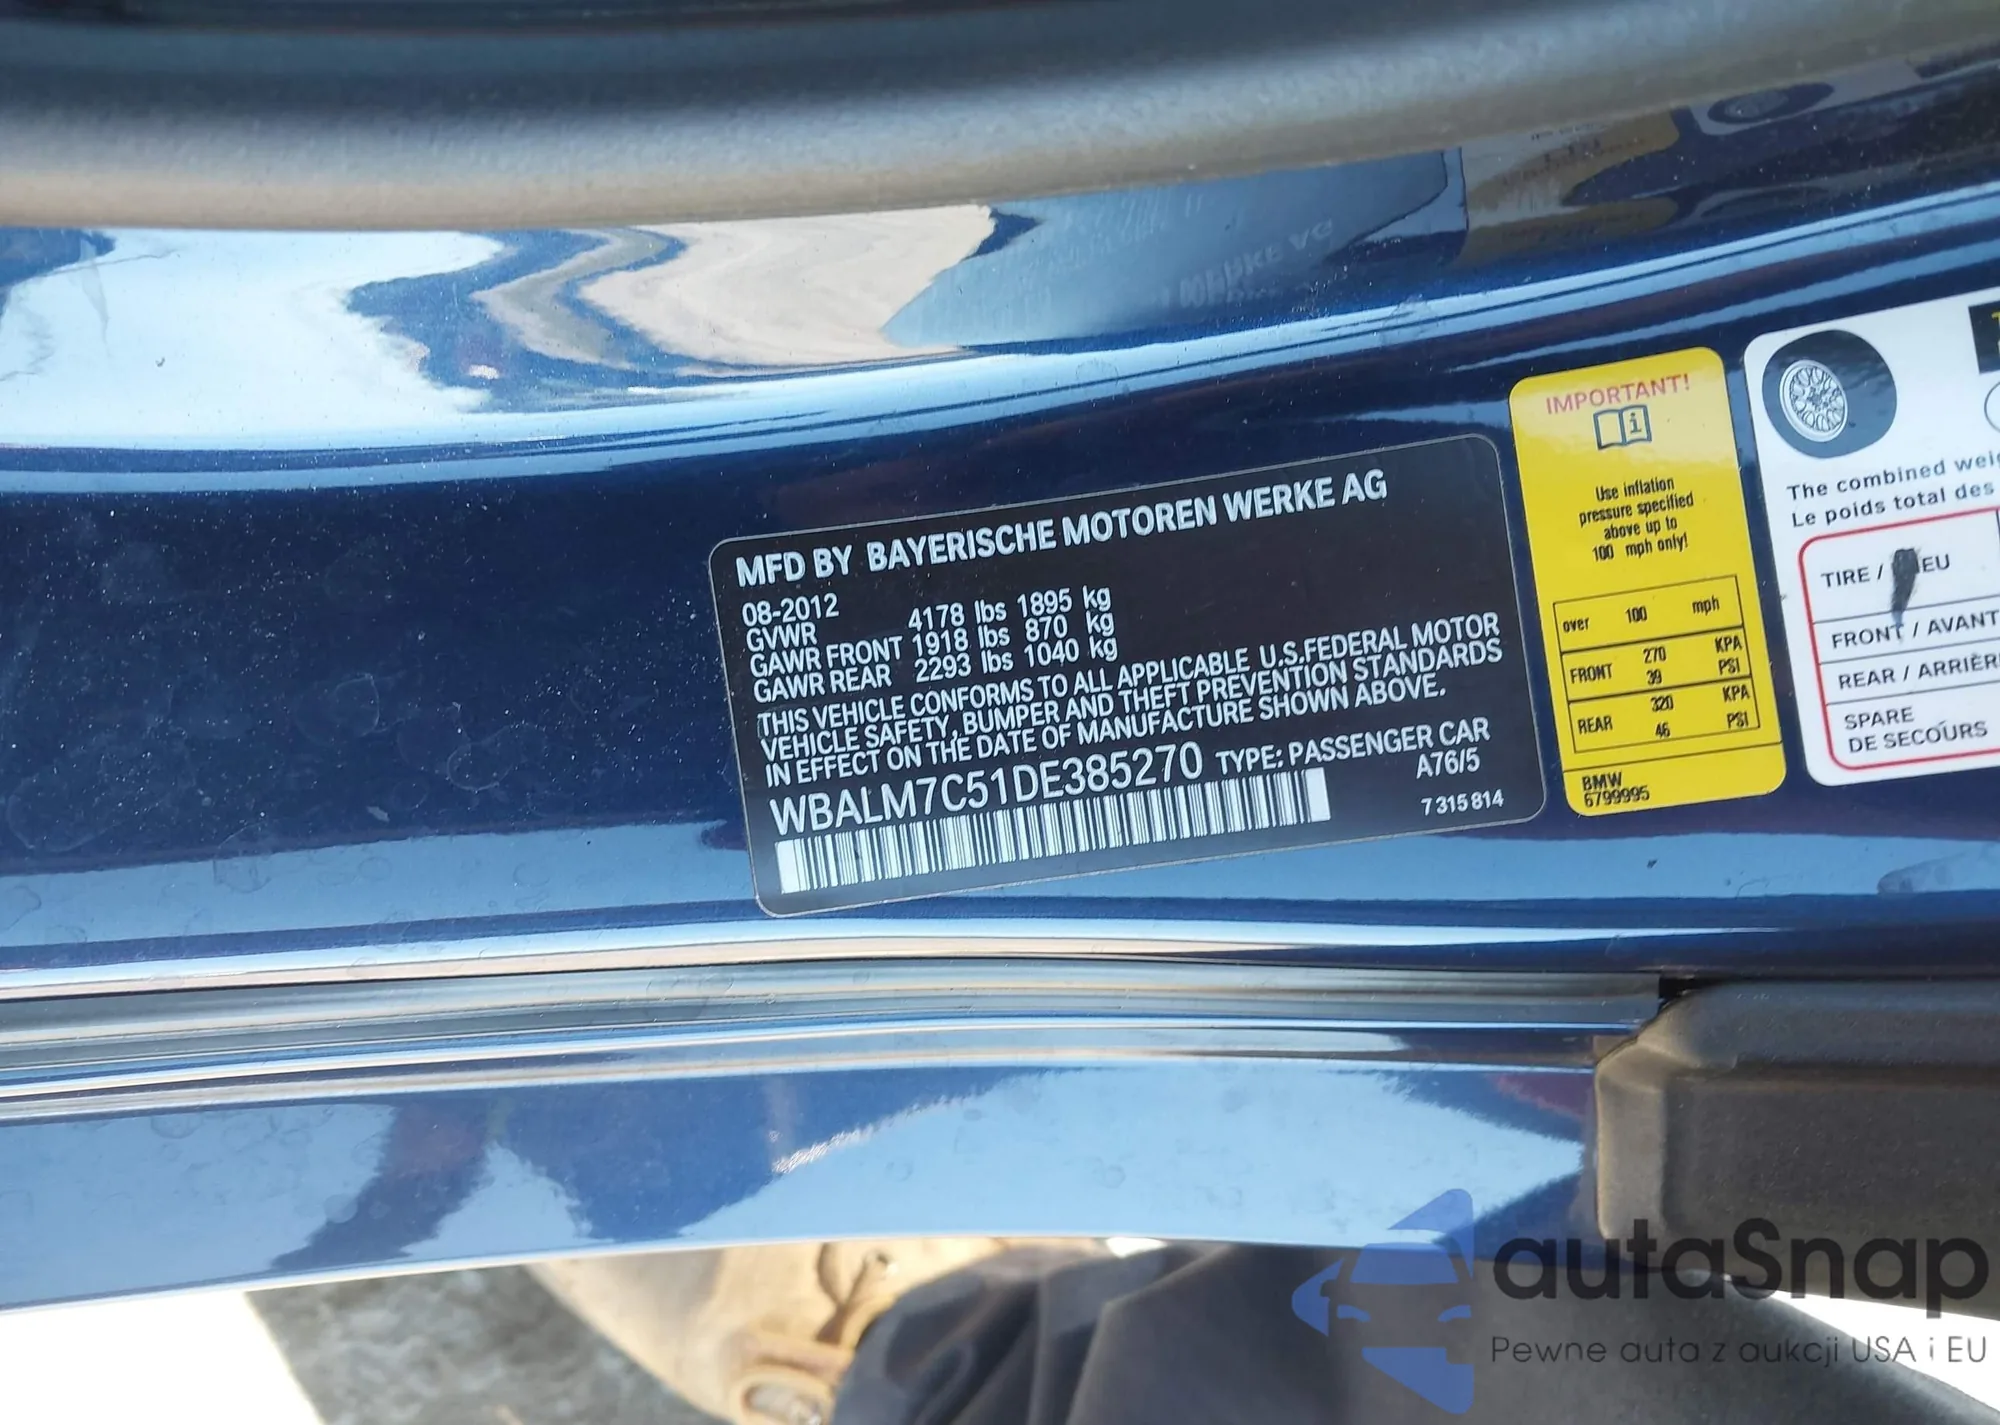 MFD BY BAYERISCHE MOTOREN WERKE AG
08-2012
GVWR 4178 lbs 1895 kg
GAWR FRONT 1918 lbs 870 kg
GAWR REAR 2293 lbs 1040 kg
THIS VEHICLE CONFORMS TO ALL APPLICABLE U.S.FEDERAL MOTOR
VEHICLE SAFETY, BUMPER AND THEFT PREVENTION STANDARDS
IN EFFECT ON THE DATE OF MANUFACTURE SHOWN ABOVE.
WBALM7C51DE385270 TYPE: PASSENGER CAR
A76/5
7 315 814
IMPORTANT!
i
Use inflation
pressure specified
above up to
100 mph only!
over 100 mph
FRONT 270 KPA
39 PSI
REAR 320 KPA
46 PSI
BMW
6799995
The combined
Le poids total des
TIRE / EU
FRONT / AVANT
REAR / ARRIÈR
SPARE
DE SECOURS
autaSnap
Pewne auta z aukcji USA i EU